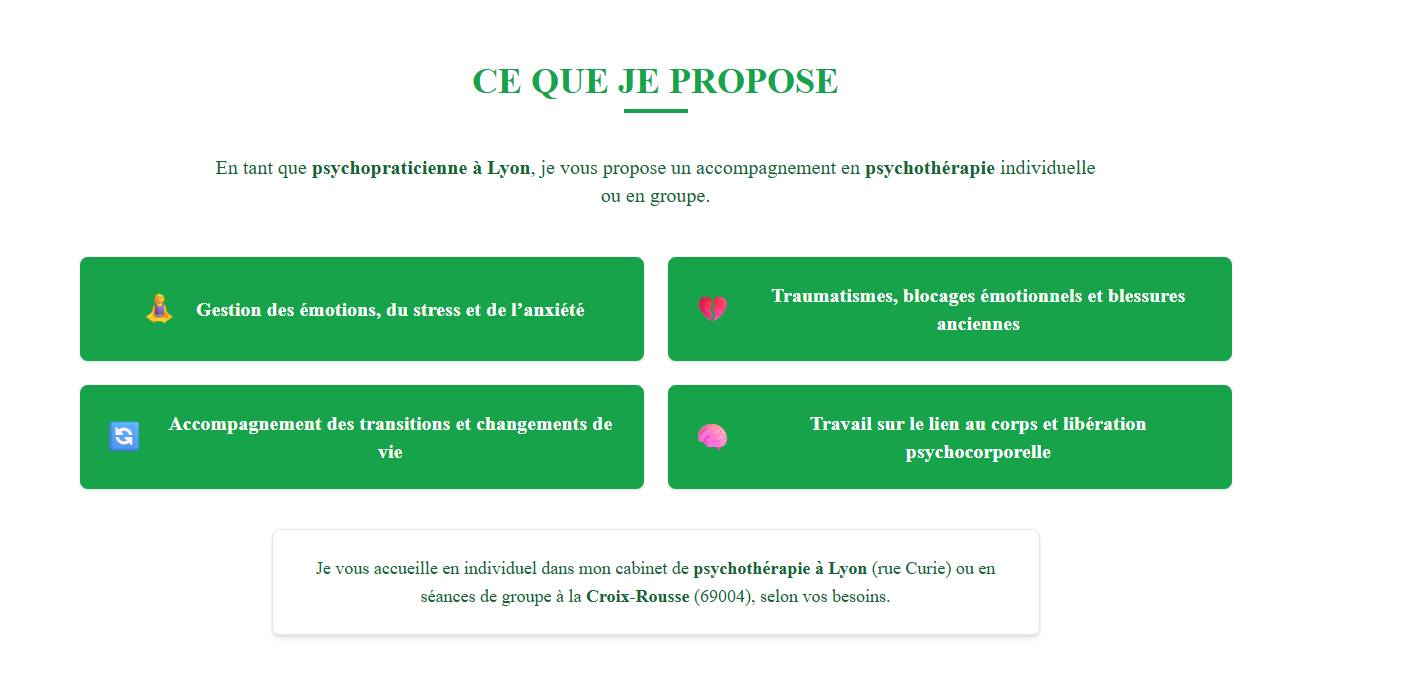 CE QUE JE PROPOSE
En tant que psychopraticienne à Lyon, je vous propose un accompagnement en psychothérapie individuelle
ou en groupe.
Gestion des émotions, du stress et de l’anxiété
Traumatismes, blocages émotionnels et blessures
anciennes
Accompagnement des transitions et changements de
vie
Travail sur le lien au corps et libération
psychocorporelle
Je vous accueille en individuel dans mon cabinet de psychothérapie à Lyon (rue Curie) ou en
séances de groupe à la Croix-Rousse (69004), selon vos besoins.